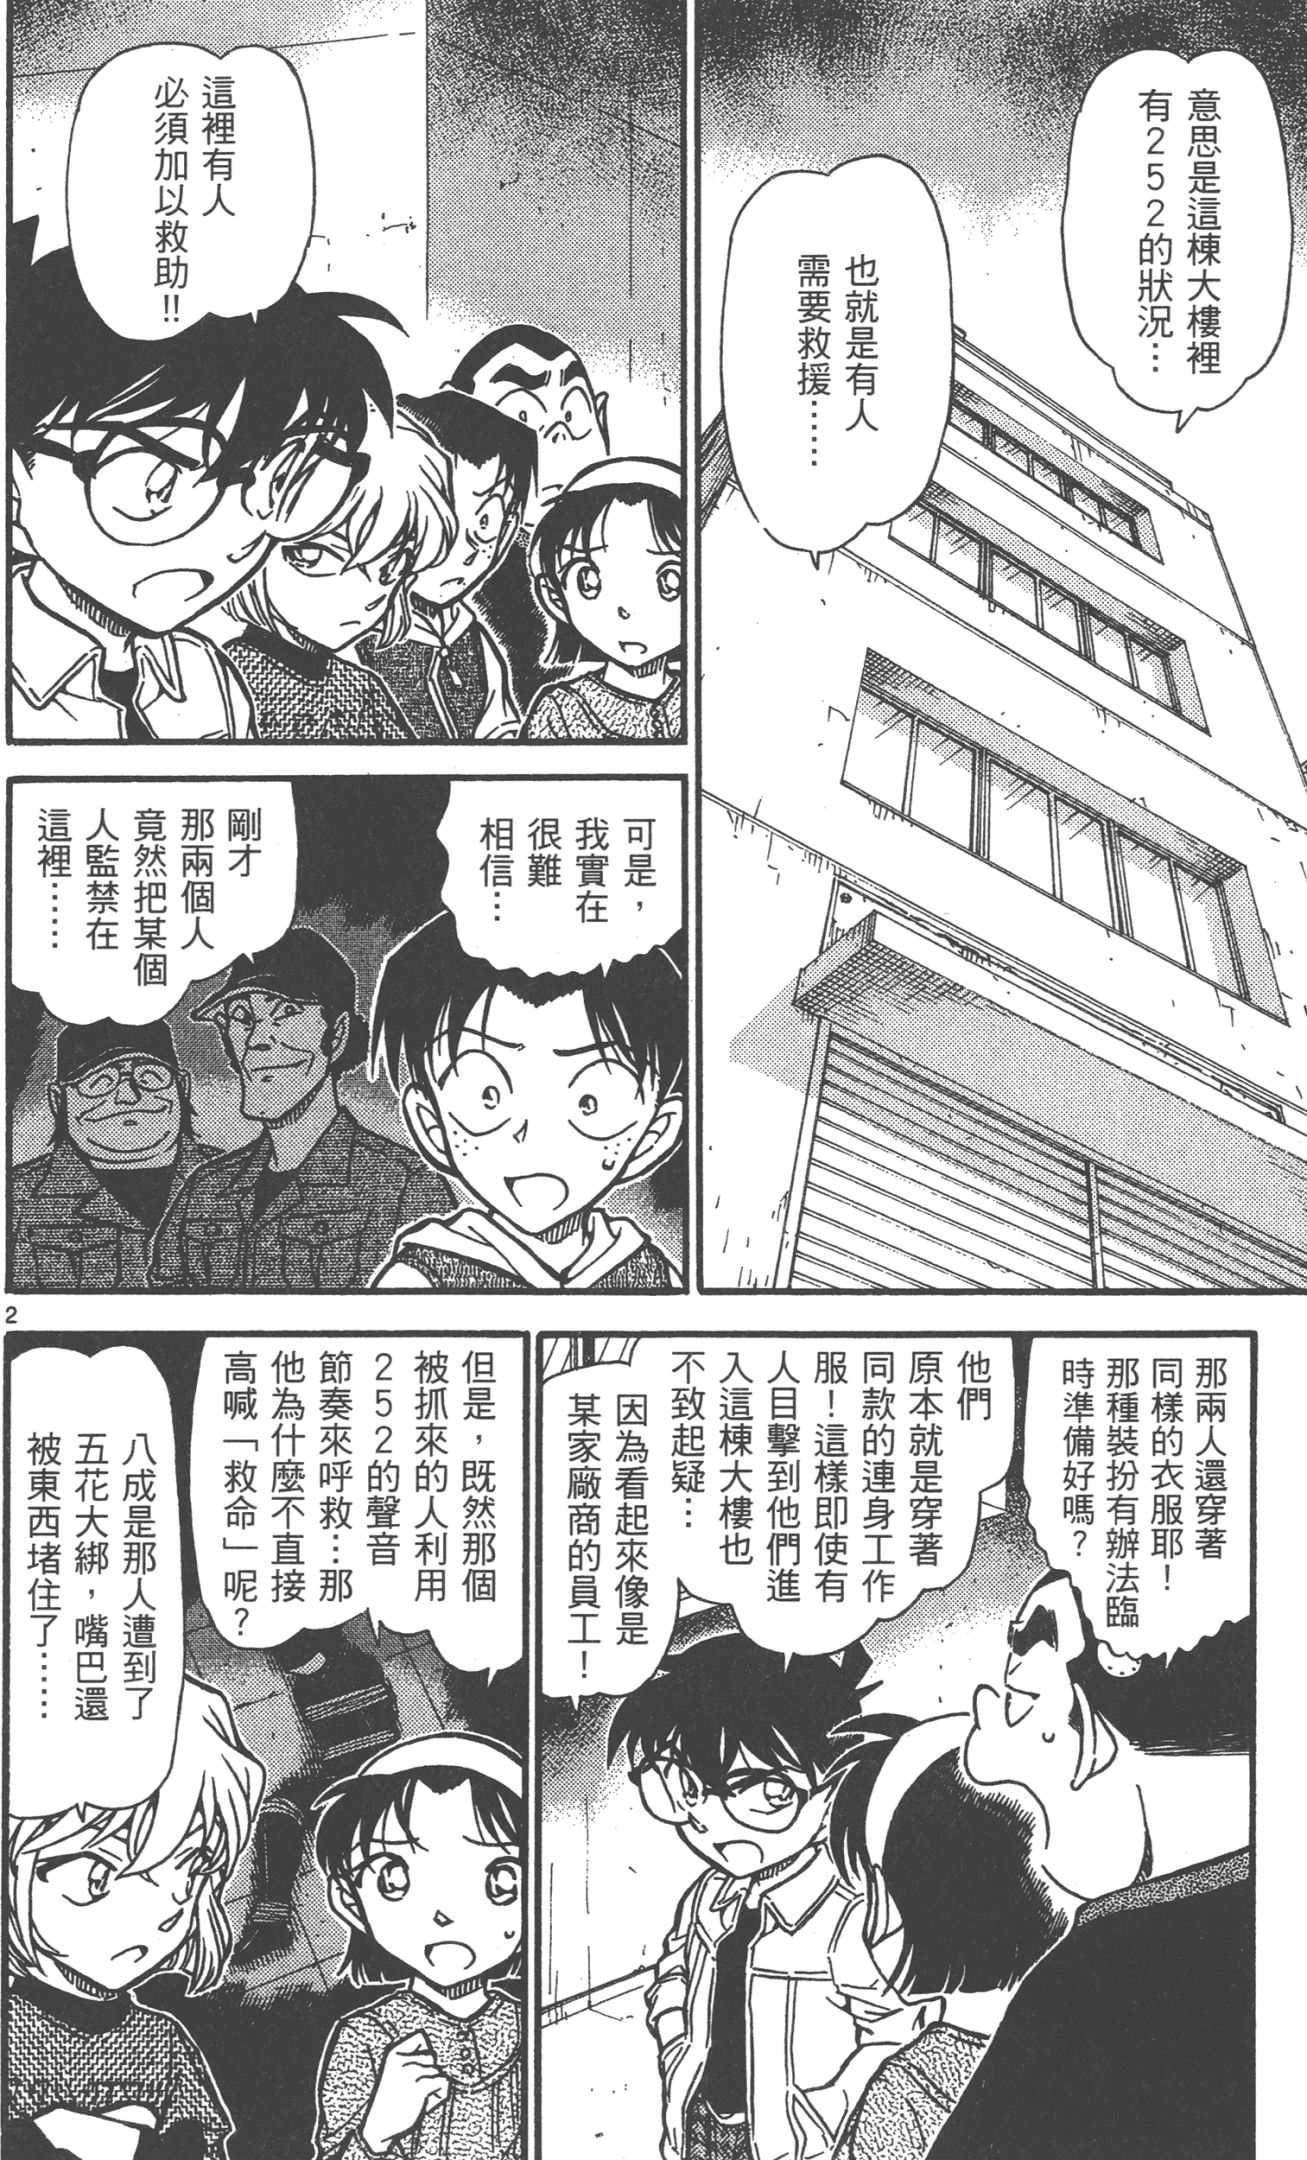 意思是這棟大樓裡
有252的狀況…
也就是有人
需要救援……
這裡有人
必須加以救助!!
可是，
我實在
很難
相信…
剛才
那兩個人
竟然把某個
人監禁在
這裡……
2
那兩人還穿著
同樣的衣服耶！
那種裝扮有辦法臨
時準備好嗎？
他們
原本就是穿著
同款的連身工作
服！這樣即使有
人目擊到他們進
入這棟大樓也
不致起疑…
因為看起來像是
某家廠商的員工！
但是，既然那個
被抓來的人利用
252的聲音
節奏來呼救…那
他為什麼不直接
高喊「救命」呢？
八成是那人遭到了
五花大綁，嘴巴還
被東西堵住了……